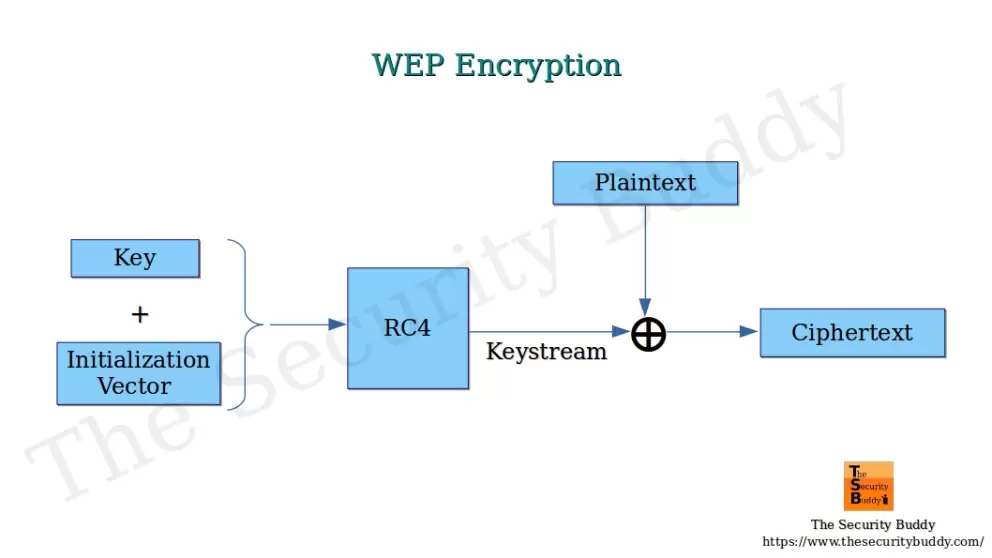 WEP Encryption
Plaintext
Key
+
Initialization
Vector
RC4
Keystream
Ciphertext
The Security Buddy
The
Security
Buddy
The Security Buddy
https://www.thesecuritybuddy.com/